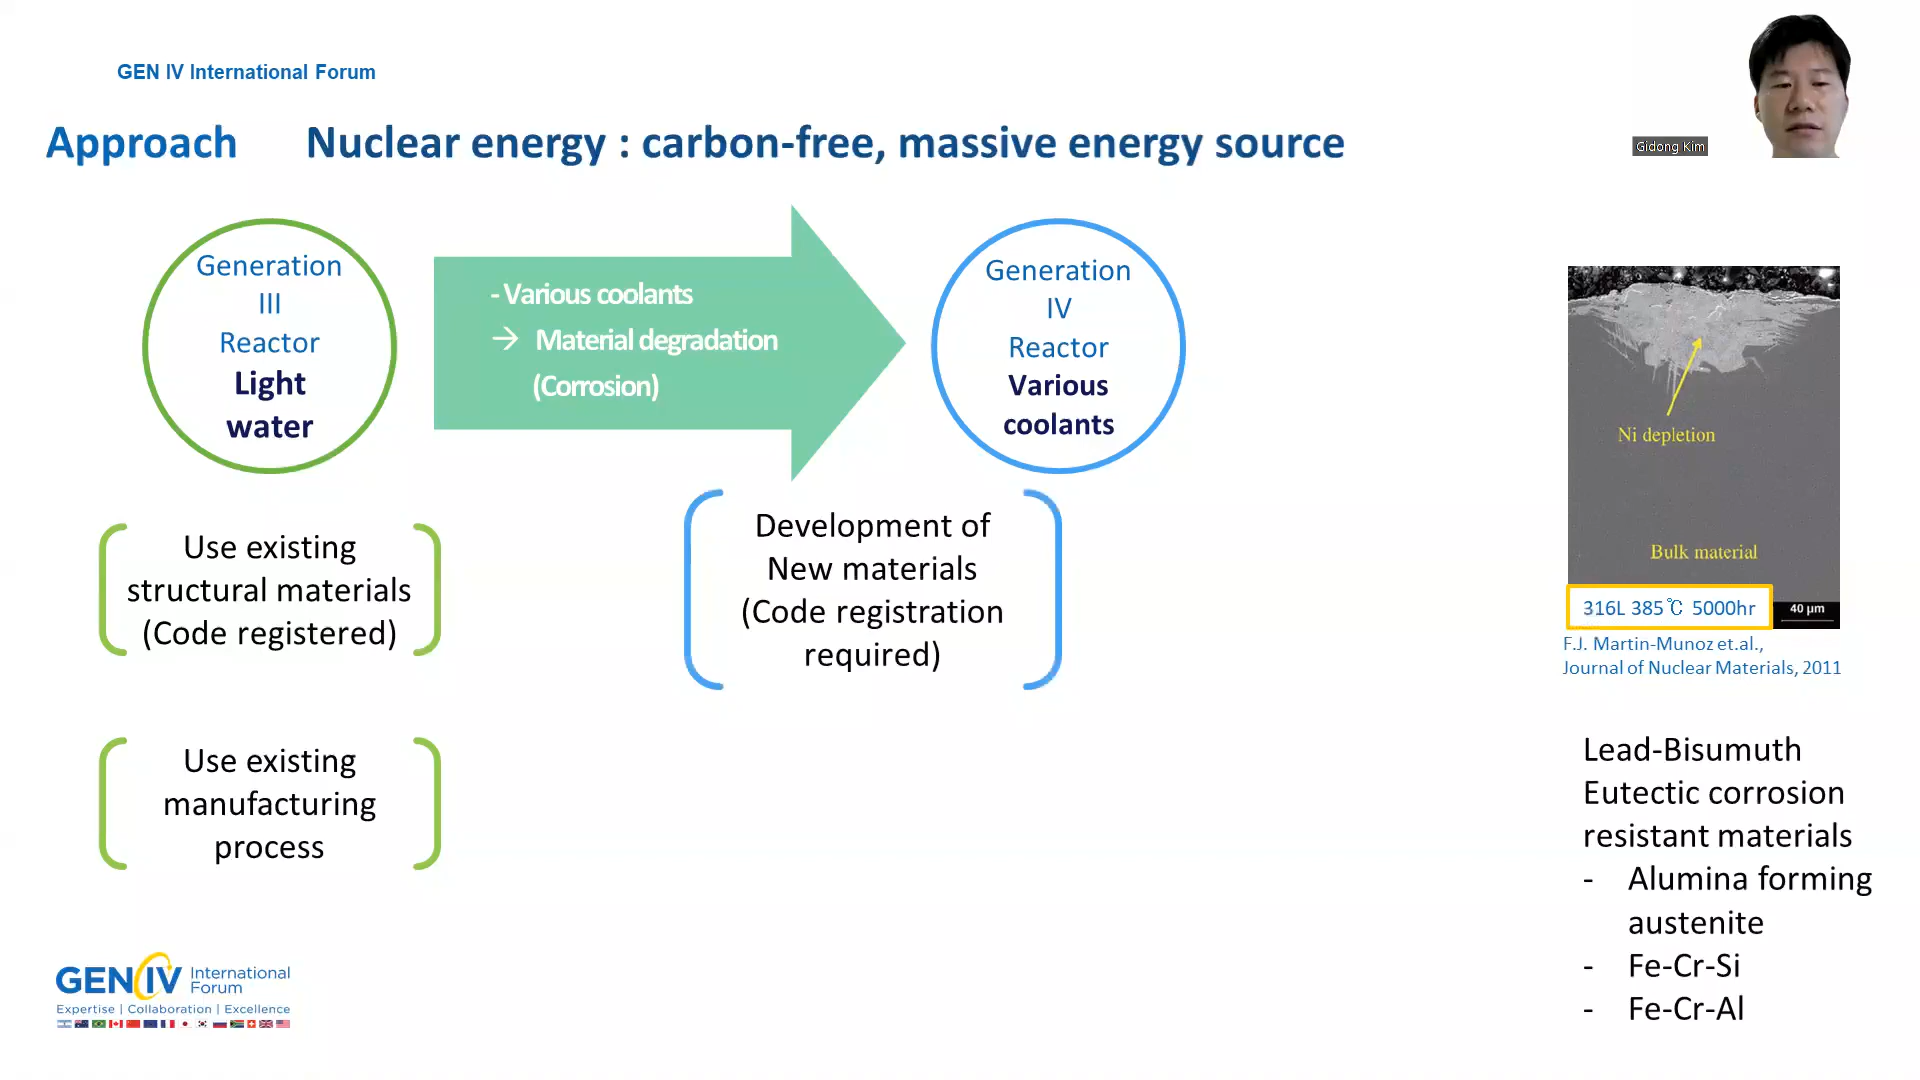 GEN IV International Forum
Approach
Nuclear energy : carbon-free, massive energy source
Gidong Kim
Generation
III
Reactor
Light
water
- Various coolants
→ Material degradation
(Corrosion)
Generation
IV
Reactor
Various
coolants
Use existing
structural materials
(Code registered)
Development of
New materials
(Code registration
required)
Use existing
manufacturing
process
Ni depletion
Bulk material
316L 385℃ 5000hr
40 µm
F.J. Martin-Munoz et.al.,
Journal of Nuclear Materials, 2011
Lead-Bisumuth
Eutectic corrosion
resistant materials
- Alumina forming
austenite
- Fe-Cr-Si
- Fe-Cr-Al
GEN IV International
Forum
Expertise | Collaboration | Excellence